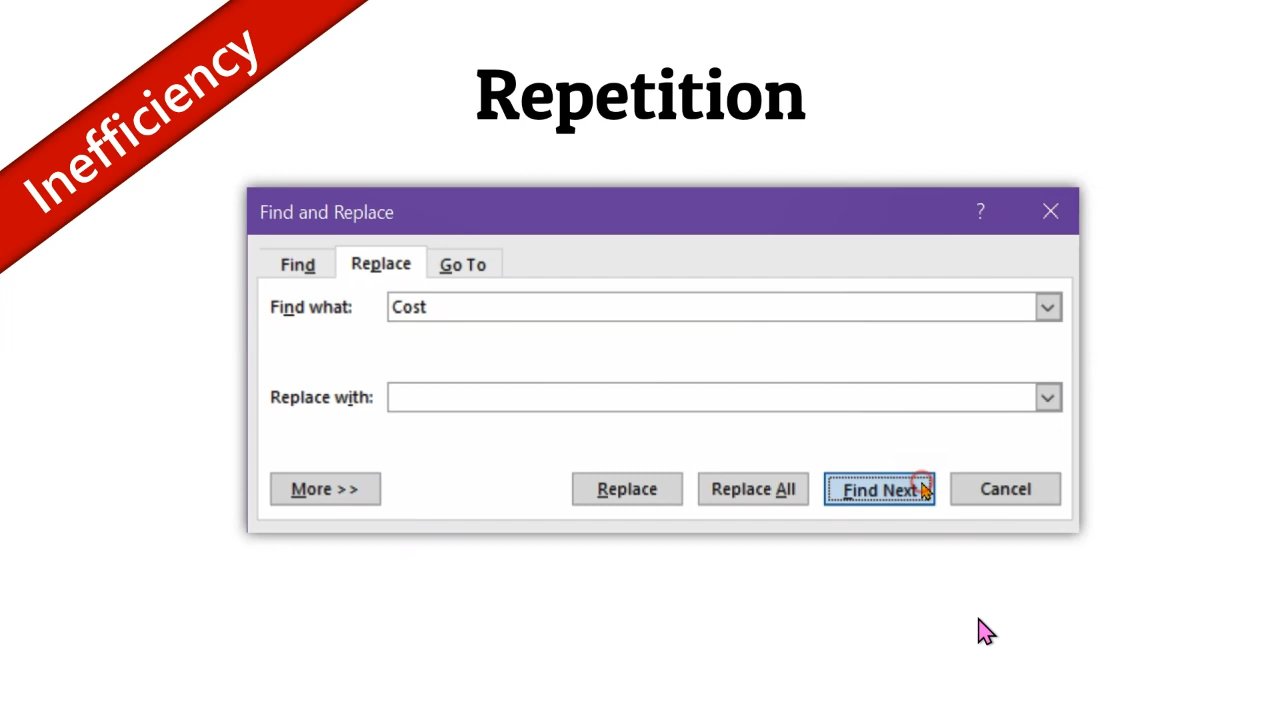 Inefficiency
Repetition
Find and Replace ?
Find Replace Go To
Find what: Cost
Replace with:
More >> Replace Replace All Find Next Cancel